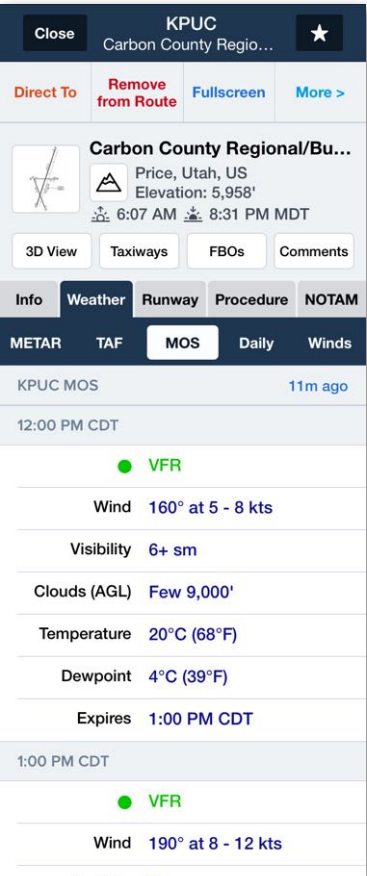 Close
KPUC
Carbon County Regio...
Direct To
Remove
from Route
Fullscreen
More >
Carbon County Regional/Bu...
Price, Utah, US
Elevation: 5,958'
6:07 AM 8:31 PM MDT
3D View Taxiways FBOs Comments
Info Weather Runway Procedure NOTAM
METAR TAF MOS Daily Winds
KPUC MOS 11m ago
12:00 PM CDT
VFR
Wind 160° at 5 - 8 kts
Visibility 6+ sm
Clouds (AGL) Few 9,000'
Temperature 20°C (68°F)
Dewpoint 4°C (39°F)
Expires 1:00 PM CDT
1:00 PM CDT
VFR
Wind 190° at 8 - 12 kts